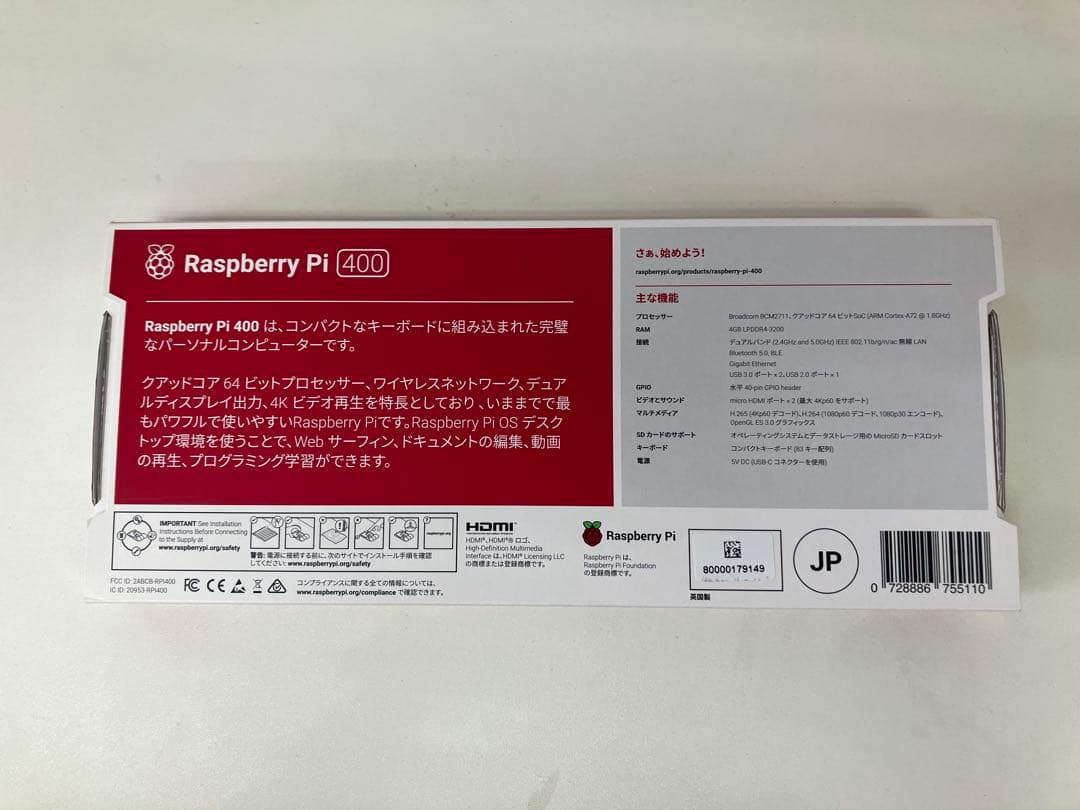 Raspberry Pi 400
Raspberry Pi 400 は、コンパクトなキーボードに組み込まれた完璧
なパーソナルコンピューターです。
クアッドコア 64 ビットプロセッサー、ワイヤレスネットワーク、デュア
ルディスプレイ出力、4K ビデオ再生を特長としており、いままでで最
もパワフルで使いやすいRaspberry Piです。Raspberry Pi OS デスク
トップ環境を使うことで、Web サーフィン、ドキュメントの編集、動画
の再生、プログラミング学習ができます。
さぁ、始めよう!
raspberrypi.org/products/raspberry-pi-400
主な機能
プロセッサー Broadcom BCM2711、クアッドコア 64 ビットSoC (ARM Cortex-A72 @ 1.8GHz)
RAM 4GB LPDDR4-3200
接続 デュアルバンド (2.4GHz and 5.0GHz) IEEE 802.11b/g/n/ac 無線 LAN
Bluetooth 5.0, BLE
Gigabit Ethernet
USB 3.0 ポート × 2、USB 2.0 ポート × 1
GPIO 水平 40-pin GPIO header
ビデオとサウンド micro HDMI ポート × 2 (最大 4Kp60 をサポート)
マルチメディア H.265 (4Kp60 デコード)、H.264 (1080p60 デコード、1080p30 エンコード)、
OpenGL ES 3.0 グラフィックス
SD カードのサポート オペレーティングシステムとデータストレージ用の MicroSD カードスロット
キーボード コンパクトキーボード (83 キー配列)
電源 5V DC (USB-C コネクターを使用)
IMPORTANT See Installation
Instructions Before Connecting
to the Supply at
www.raspberrypi.org/safety
raspberrypi.org
警告: 電源に接続する前に、次のサイトでインストール手順を確認
してください: www.raspberrypi.org/safety
HDMI
HDMI®、HDMI® ロゴ、
High-Definition Multimedia
Interface は、HDMI® Licensing LLC
の商標または登録商標です。
Raspberry Pi
Raspberry Pi は、
Raspberry Pi Foundation
の登録商標です。
80000179149
英国製
JP
0 728886 755110
FCC ID: 2ABCB-RPI400
IC ID: 20953-RPI400
FC CE
コンプライアンスに関する全ての情報については、
www.raspberrypi.org/compliance で確認できます。